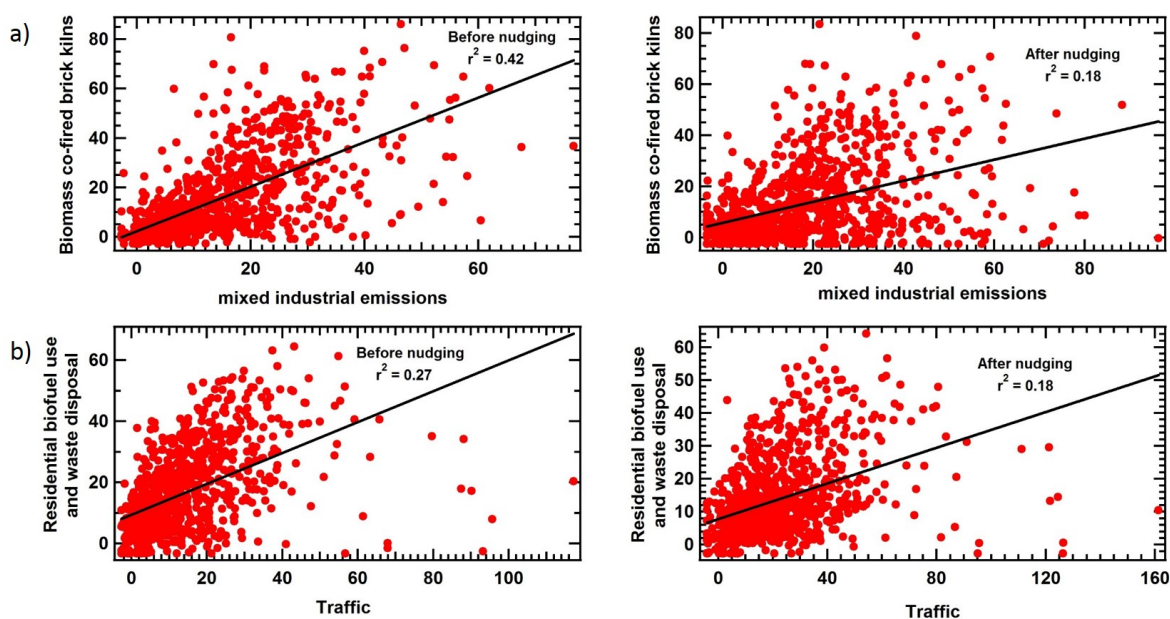 a)
Biomass co-fired brick kilns
80
60
40
20
0
Before nudging
r² = 0.42
0 20 40 60
mixed industrial emissions
Biomass co-fired brick kilns
80
60
40
20
0
After nudging
r² = 0.18
0 20 40 60 80
mixed industrial emissions
b)
Residential biofuel use
and waste disposal
60
40
20
0
Before nudging
r² = 0.27
0 20 40 60 80 100
Traffic
Residential biofuel use
and waste disposal
60
50
40
30
20
10
0
After nudging
r² = 0.18
0 40 80 120 160
Traffic